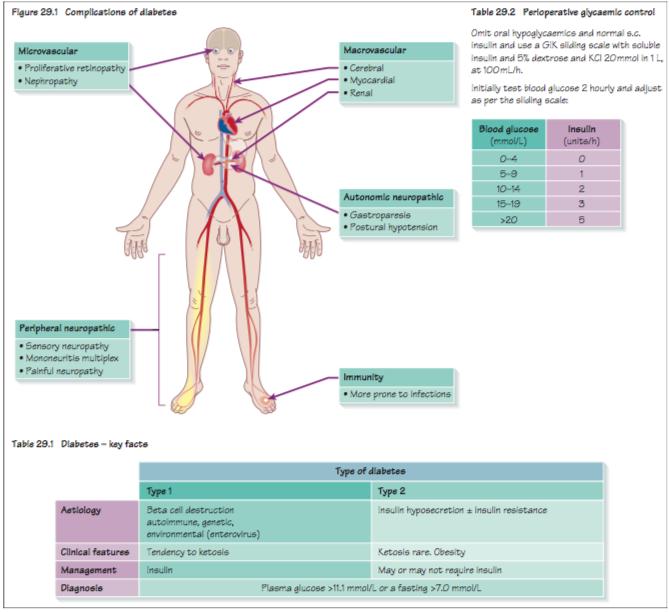 Figure 29.1 Complications of diabetes
Microvascular
• Proliferative retinopathy
• Nephropathy
Macrovascular
• Cerebral
• Myocardial
• Renal
Autonomic neuropathic
• Gastroparesis
• Postural hypotension
Peripheral neuropathic
• Sensory neuropathy
• Mononeuritis multiplex
• Painful neuropathy
Immunity
• More prone to infections
Table 29.2 Perioperative glycaemic control
Omit oral hypoglycaemics and normal s.c.
insulin and use a GIK sliding scale with soluble
insulin and 5% dextrose and KCl 20mmol in 1 L,
at 100mL/h.
Initially test blood glucose 2 hourly and adjust
as per the sliding scale:
Blood glucose Insulin
(mmol/L) (units/h)
0–4 0
5–9 1
10–14 2
15–19 3
>20 5
Table 29.1 Diabetes – key facts
Type of diabetes
Type 1 Type 2
Aetiology Beta cell destruction Insulin hyposecretion ± insulin resistance
autoimmune, genetic,
environmental (enterovirus)
Clinical features Tendency to ketosis Ketosis rare. Obesity
Management Insulin May or may not require insulin
Diagnosis Plasma glucose >11.1 mmol/L or a fasting >7.0 mmol/L